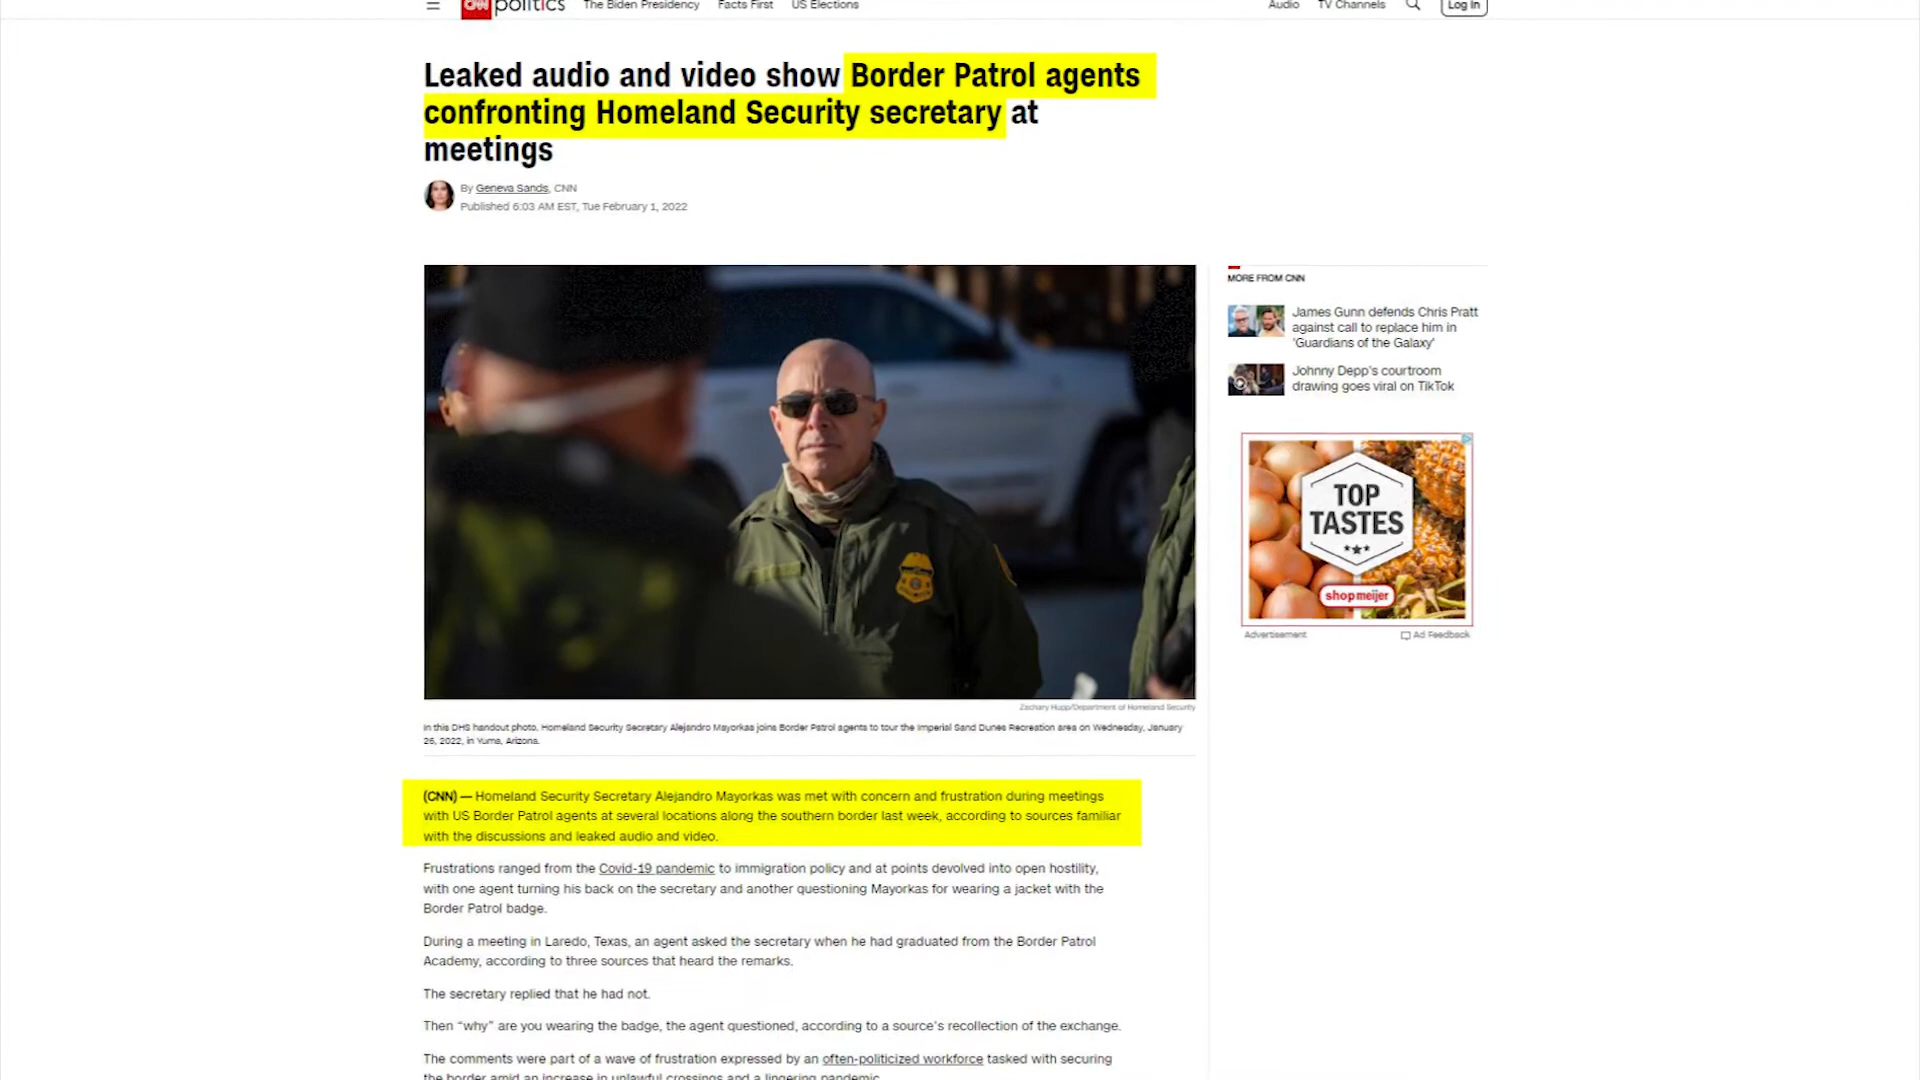 CNN politics The Biden Presidency Facts First US Elections Audio TV Channels Log In
Leaked audio and video show Border Patrol agents
confronting Homeland Security secretary at
meetings
By Geneva Sands, CNN
Published 6:03 AM EST, Tue February 1, 2022
Zachary Hupp/Department of Homeland Security
In this DHS handout photo, Homeland Security Secretary Alejandro Mayorkas joins Border Patrol agents to tour the Imperial Sand Dunes Recreation area on Wednesday, January
26, 2022, in Yuma, Arizona.
(CNN) — Homeland Security Secretary Alejandro Mayorkas was met with concern and frustration during meetings
with US Border Patrol agents at several locations along the southern border last week, according to sources familiar
with the discussions and leaked audio and video.
Frustrations ranged from the Covid-19 pandemic to immigration policy and at points devolved into open hostility,
with one agent turning his back on the secretary and another questioning Mayorkas for wearing a jacket with the
Border Patrol badge.
During a meeting in Laredo, Texas, an agent asked the secretary when he had graduated from the Border Patrol
Academy, according to three sources that heard the remarks.
The secretary replied that he had not.
Then “why” are you wearing the badge, the agent questioned, according to a source's recollection of the exchange.
The comments were part of a wave of frustration expressed by an often-politicized workforce tasked with securing
the border amid an increase in unlawful crossings and a lingering pandemic.
MORE FROM CNN
James Gunn defends Chris Pratt
against call to replace him in
'Guardians of the Galaxy'
Johnny Depp's courtroom
drawing goes viral on TikTok
TOP
TASTES
shop meijer
Advertisement Ad Feedback